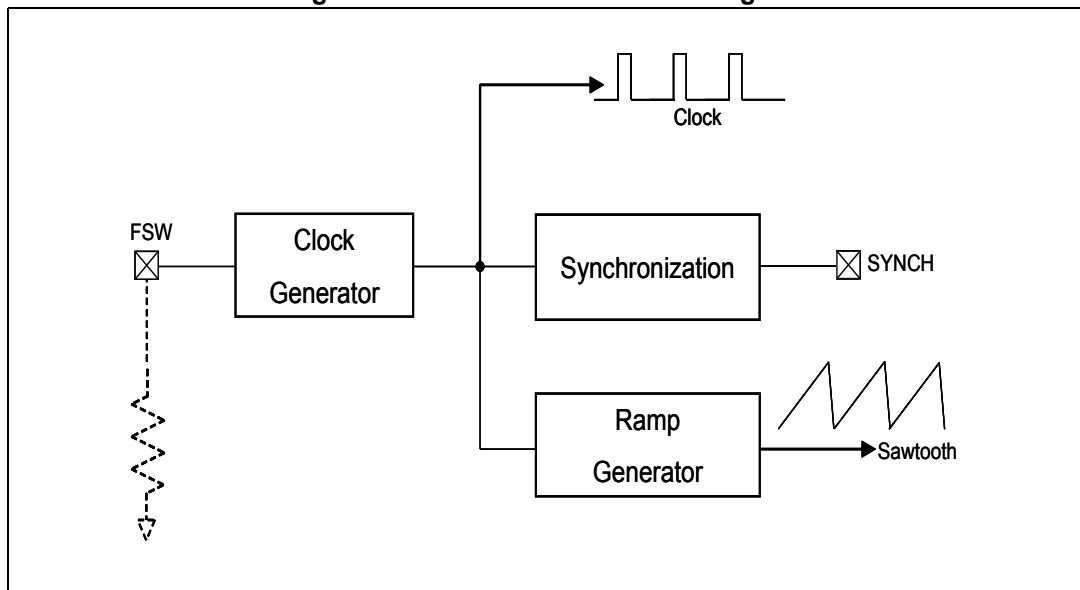 Clock
FSW
Clock
Generator
Synchronization
SYNCH
Ramp
Generator
Sawtooth